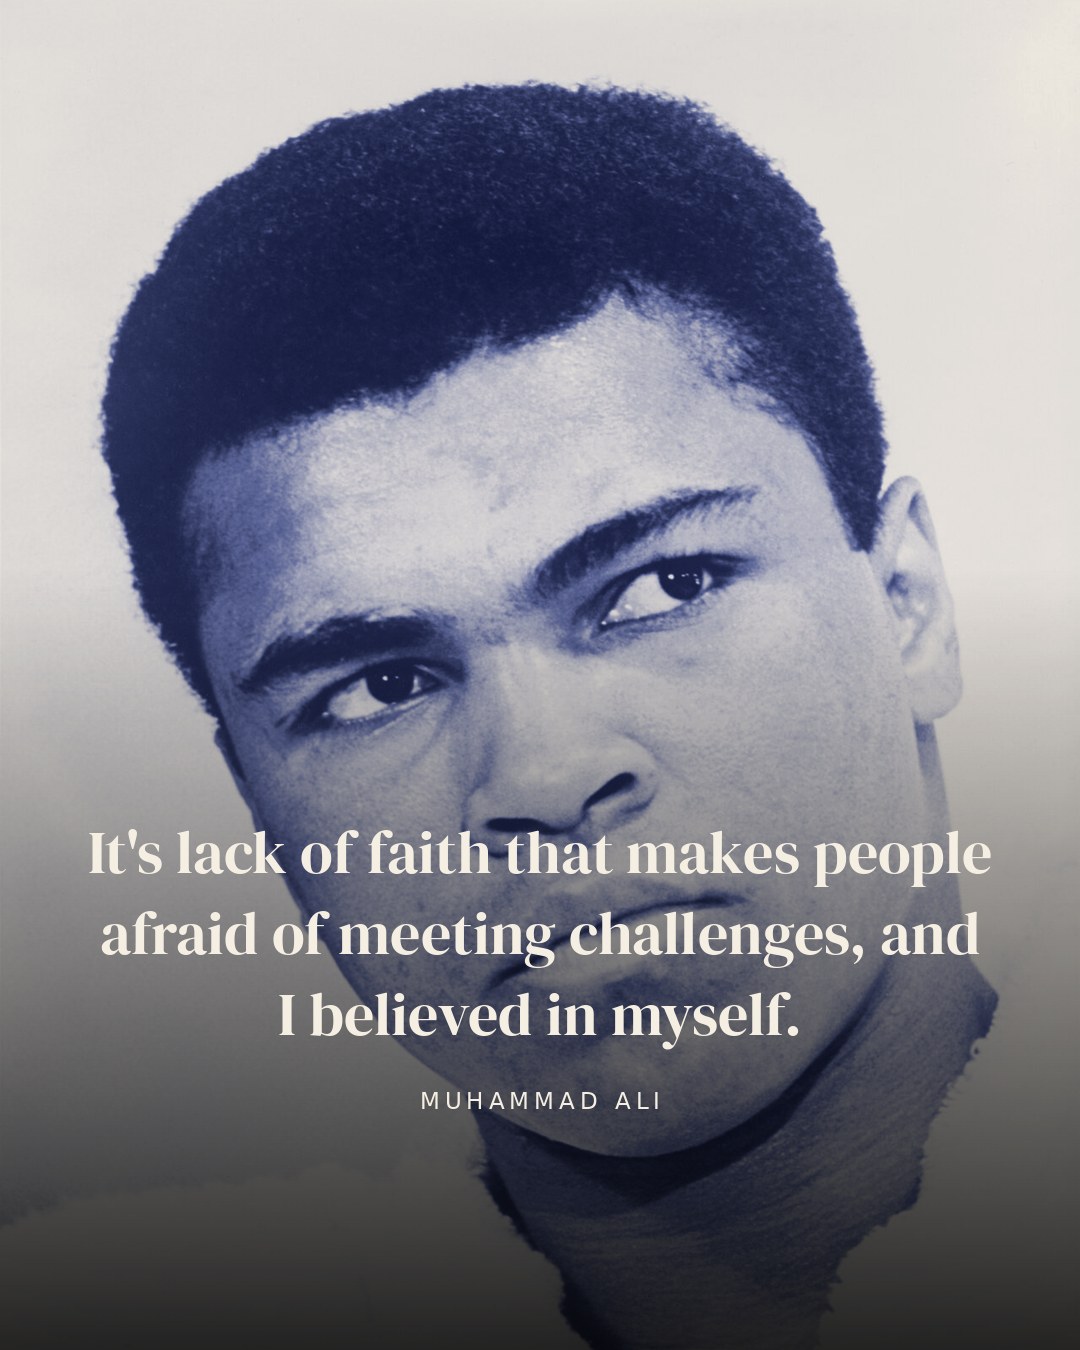 It's lack of faith that makes people
afraid of meeting challenges, and
I believed in myself.
MUHAMMAD ALI